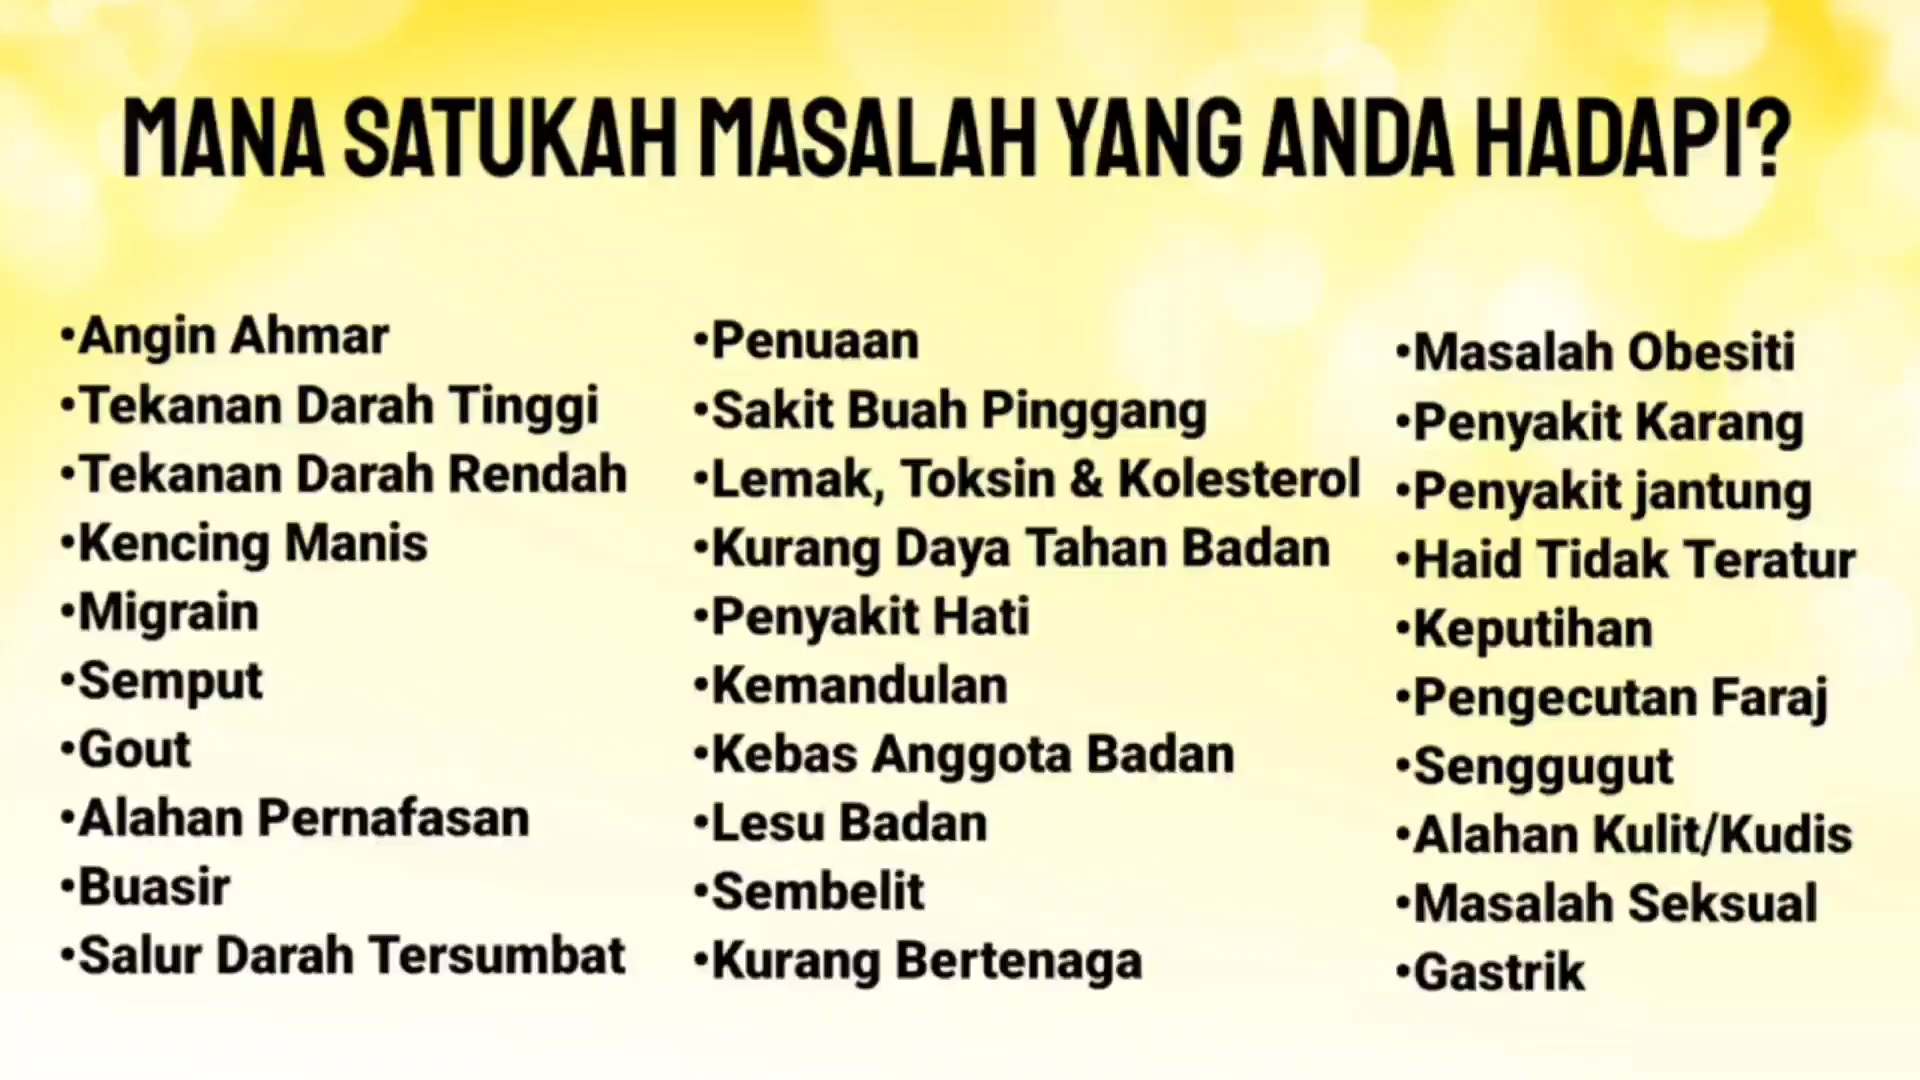 MANA SATUKAH MASALAH YANG ANDA HADAPI?
•Angin Ahmar
•Tekanan Darah Tinggi
•Tekanan Darah Rendah
•Kencing Manis
•Migrain
•Semput
•Gout
•Alahan Pernafasan
•Buasir
•Salur Darah Tersumbat
•Penuaan
•Sakit Buah Pinggang
•Lemak, Toksin & Kolesterol
•Kurang Daya Tahan Badan
•Penyakit Hati
•Kemandulan
•Kebas Anggota Badan
•Lesu Badan
•Sembelit
•Kurang Bertenaga
•Masalah Obesiti
•Penyakit Karang
•Penyakit jantung
•Haid Tidak Teratur
•Keputihan
•Pengecutan Faraj
•Senggugut
•Alahan Kulit/Kudis
•Masalah Seksual
•Gastrik